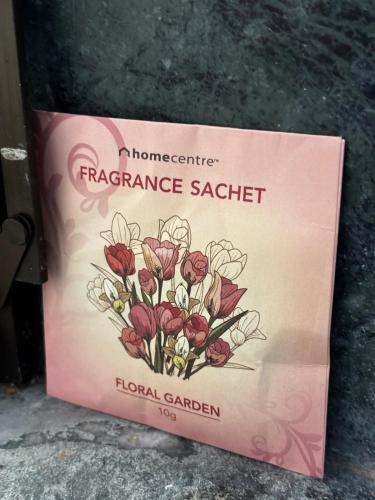 homecentre™
FRAGRANCE SACHET
FLORAL GARDEN
10g